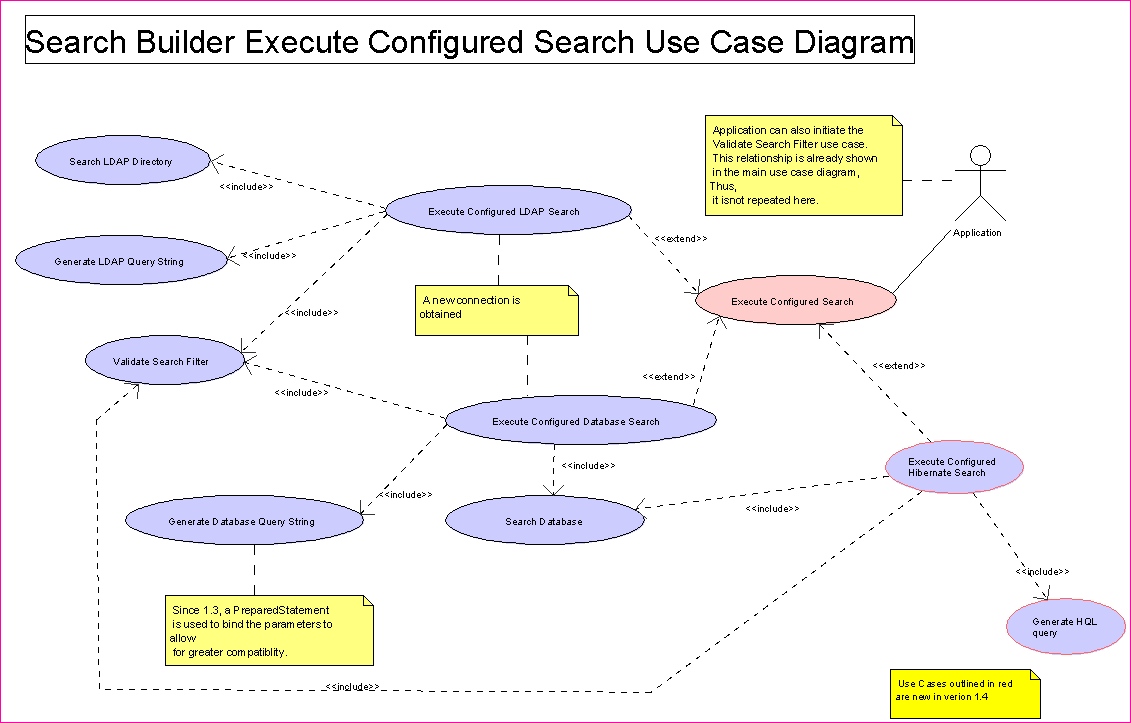 Search Builder Execute Configured Search Use Case Diagram
Application can also initiate the
Validate Search Filter use case.
This relationship is already shown
in the main use case diagram,
Thus,
it isnot repeated here.
Search LDAP Directory
<<include>>
Execute Configured LDAP Search
Application
<<extend>>
Generate LDAP Query String
<<include>>
A new connection is
obtained
Execute Configured Search
<<include>>
Validate Search Filter
<<extend>>
<<extend>>
<<include>>
Execute Configured Database Search
Execute Configured
Hibernate Search
<<include>>
<<include>>
<<include>>
Generate Database Query String
Search Database
<<include>>
Since 1.3, a PreparedStatement
is used to bind the parameters to
allow
for greater compatiblity.
Generate HQL
query
<<include>>
Use Cases outlined in red
are new in verion 1.4